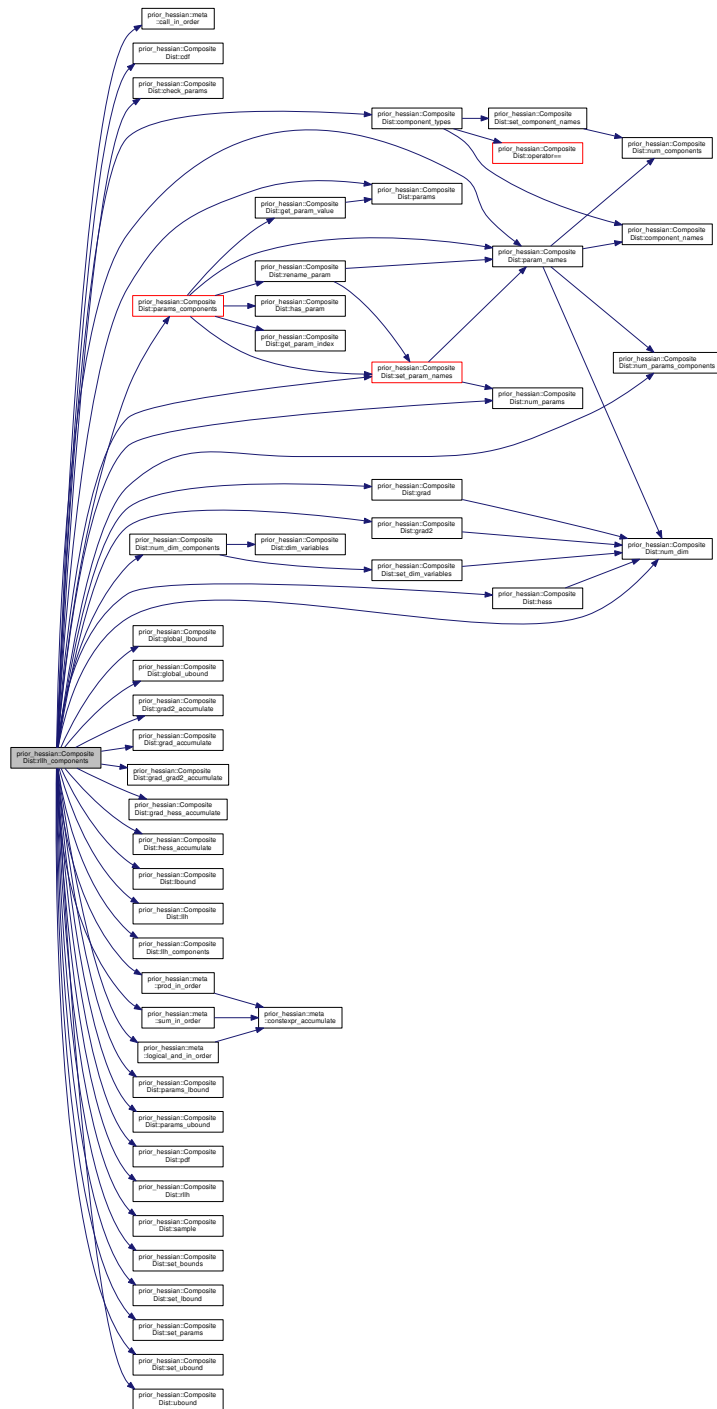 prior_hessian::meta
::call_in_order
prior_hessian::Composite
Dist::cdf
prior_hessian::Composite
Dist::check_params
prior_hessian::Composite
Dist::component_types
prior_hessian::Composite
Dist::set_component_names
prior_hessian::Composite
Dist::operator==
prior_hessian::Composite
Dist::num_components
prior_hessian::Composite
Dist::params
prior_hessian::Composite
Dist::get_param_value
prior_hessian::Composite
Dist::component_names
prior_hessian::Composite
Dist::param_names
prior_hessian::Composite
Dist::rename_param
prior_hessian::Composite
Dist::params_components
prior_hessian::Composite
Dist::has_param
prior_hessian::Composite
Dist::get_param_index
prior_hessian::Composite
Dist::num_params_components
prior_hessian::Composite
Dist::set_param_names
prior_hessian::Composite
Dist::num_params
prior_hessian::Composite
Dist::grad
prior_hessian::Composite
Dist::grad2
prior_hessian::Composite
Dist::num_dim_components
prior_hessian::Composite
Dist::dim_variables
prior_hessian::Composite
Dist::num_dim
prior_hessian::Composite
Dist::set_dim_variables
prior_hessian::Composite
Dist::hess
prior_hessian::Composite
Dist::global_lbound
prior_hessian::Composite
Dist::global_ubound
prior_hessian::Composite
Dist::grad2_accumulate
prior_hessian::Composite
Dist::grad_accumulate
prior_hessian::Composite
Dist::rllh_components
prior_hessian::Composite
Dist::grad_grad2_accumulate
prior_hessian::Composite
Dist::grad_hess_accumulate
prior_hessian::Composite
Dist::hess_accumulate
prior_hessian::Composite
Dist::lbound
prior_hessian::Composite
Dist::llh
prior_hessian::Composite
Dist::llh_components
prior_hessian::meta
::prod_in_order
prior_hessian::meta
::sum_in_order
prior_hessian::meta
::constexpr_accumulate
prior_hessian::meta
::logical_and_in_order
prior_hessian::Composite
Dist::params_lbound
prior_hessian::Composite
Dist::params_ubound
prior_hessian::Composite
Dist::pdf
prior_hessian::Composite
Dist::rllh
prior_hessian::Composite
Dist::sample
prior_hessian::Composite
Dist::set_bounds
prior_hessian::Composite
Dist::set_lbound
prior_hessian::Composite
Dist::set_params
prior_hessian::Composite
Dist::set_ubound
prior_hessian::Composite
Dist::ubound